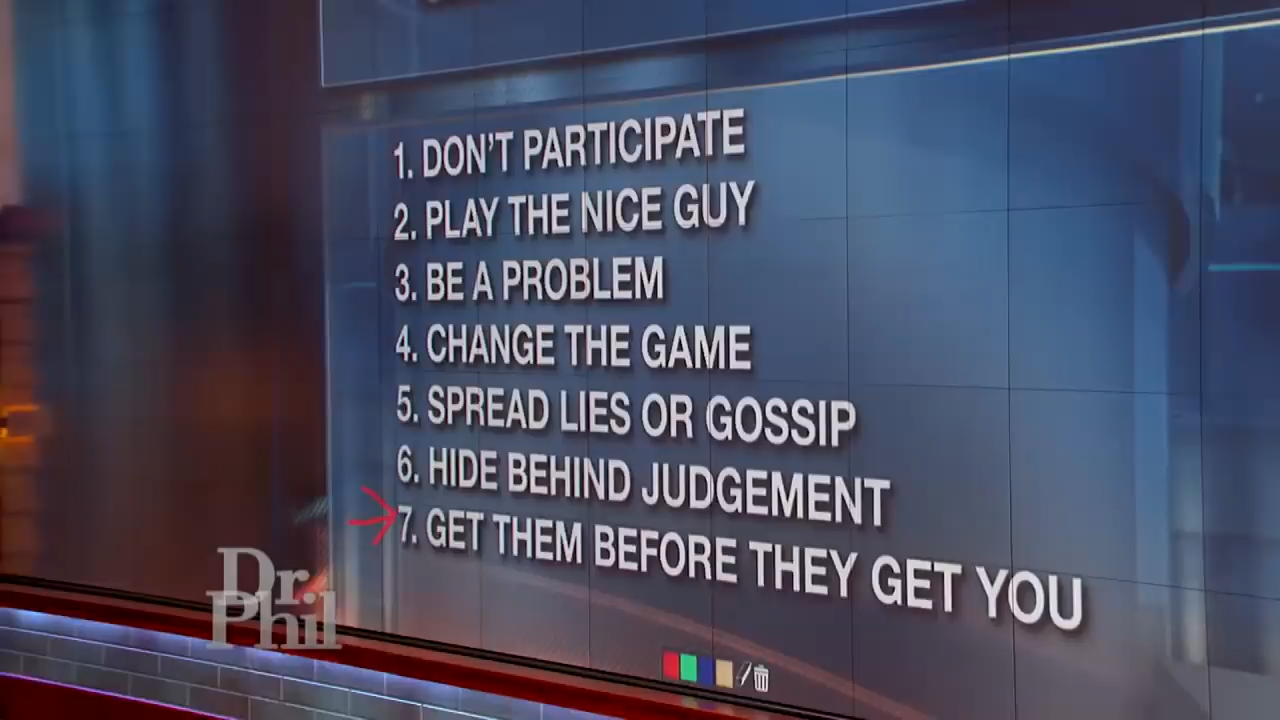 1. DON'T PARTICIPATE
2. PLAY THE NICE GUY
3. BE A PROBLEM
4. CHANGE THE GAME
5. SPREAD LIES OR GOSSIP
6. HIDE BEHIND JUDGEMENT
7. GET THEM BEFORE THEY GET YOU
Dr.
Phil